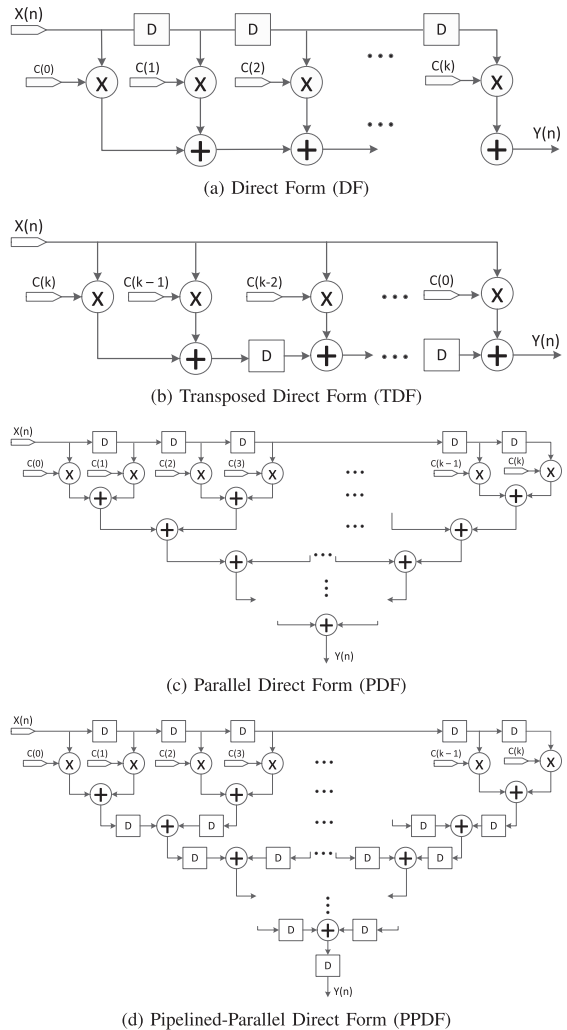 X(n)
D D D
C(0) C(1) C(2) ••• C(k)
X X X X
•••
+ + + Y(n)
(a) Direct Form (DF)
X(n)
C(k) C(k – 1) C(k-2) ••• C(0)
X X X X
+ D + ••• D + Y(n)
(b) Transposed Direct Form (TDF)
X(n)
D D D D D
C(0) C(1) C(2) C(3) ••• C(k – 1) C(k)
X X X X X X
+ + ••• +
+ ••• +
+ ••• +
•••
+
Y(n)
(c) Parallel Direct Form (PDF)
X(n)
D D D D D
C(0) C(1) C(2) C(3) ••• C(k – 1) C(k)
X X X X X X
+ + ••• +
D + D ••• D + D
D + D ••• D + D
•••
D + D
D
Y(n)
(d) Pipelined-Parallel Direct Form (PPDF)